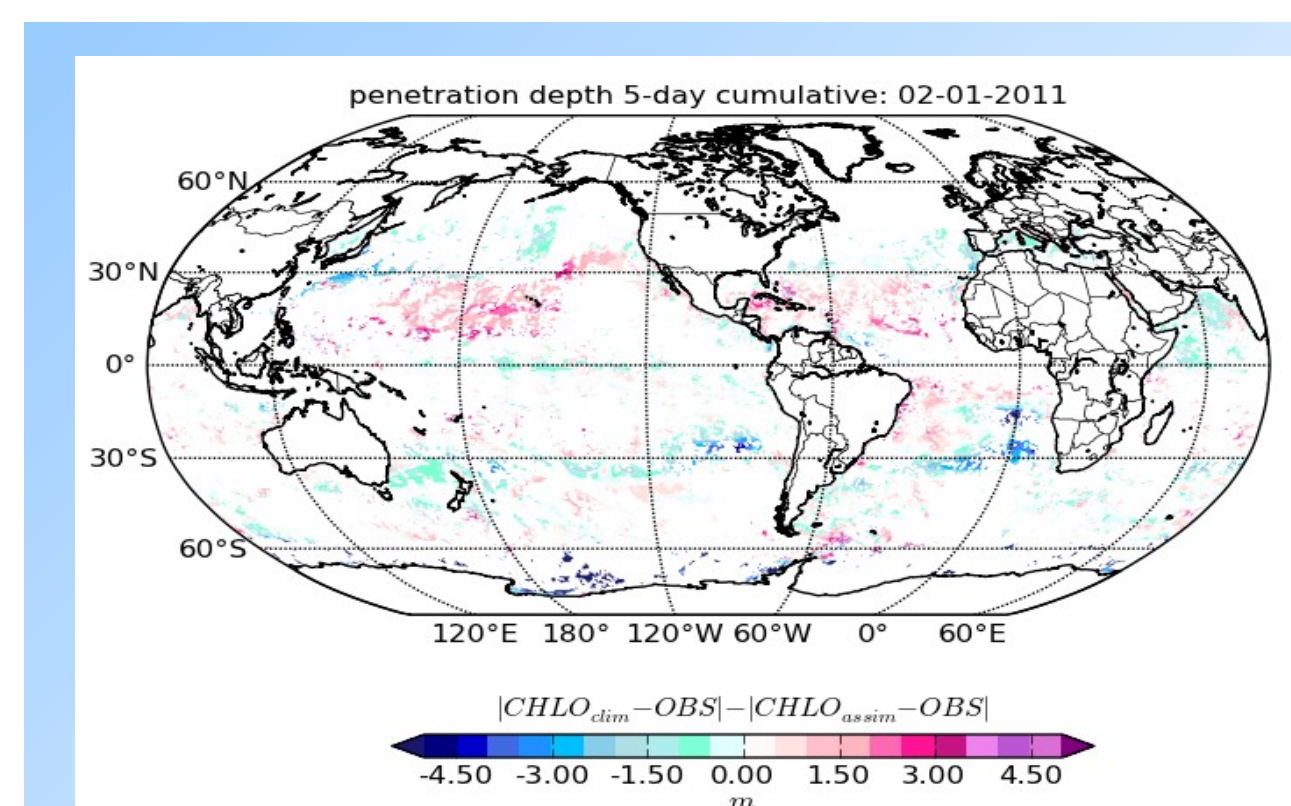 penetration depth 5-day cumulative: 02-01-2011
60°N
30°N
0°
30°S
60°S
120°E 180° 120°W 60°W 0° 60°E
|CHLO_clim−OBS|−|CHLO_assim−OBS|
-4.50 -3.00 -1.50 0.00 1.50 3.00 4.50
m